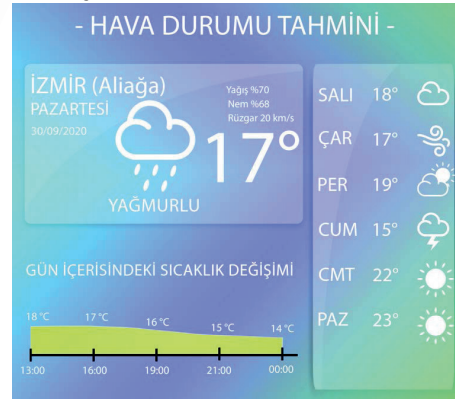 - HAVA DURUMU TAHMİNİ -
İZMİR (Aliağa)
PAZARTESİ
30/09/2020
Yağış %70
Nem %68
Rüzgar 20 km/s
17°
YAĞMURLU
SALI 18°
ÇAR 17°
PER 19°
CUM 15°
CMT 22°
PAZ 23°
GÜN İÇERİSİNDEKİ SICAKLIK DEĞİŞİMİ
18 °C 17 °C 16 °C 15 °C 14 °C
13:00 16:00 19:00 21:00 00:00